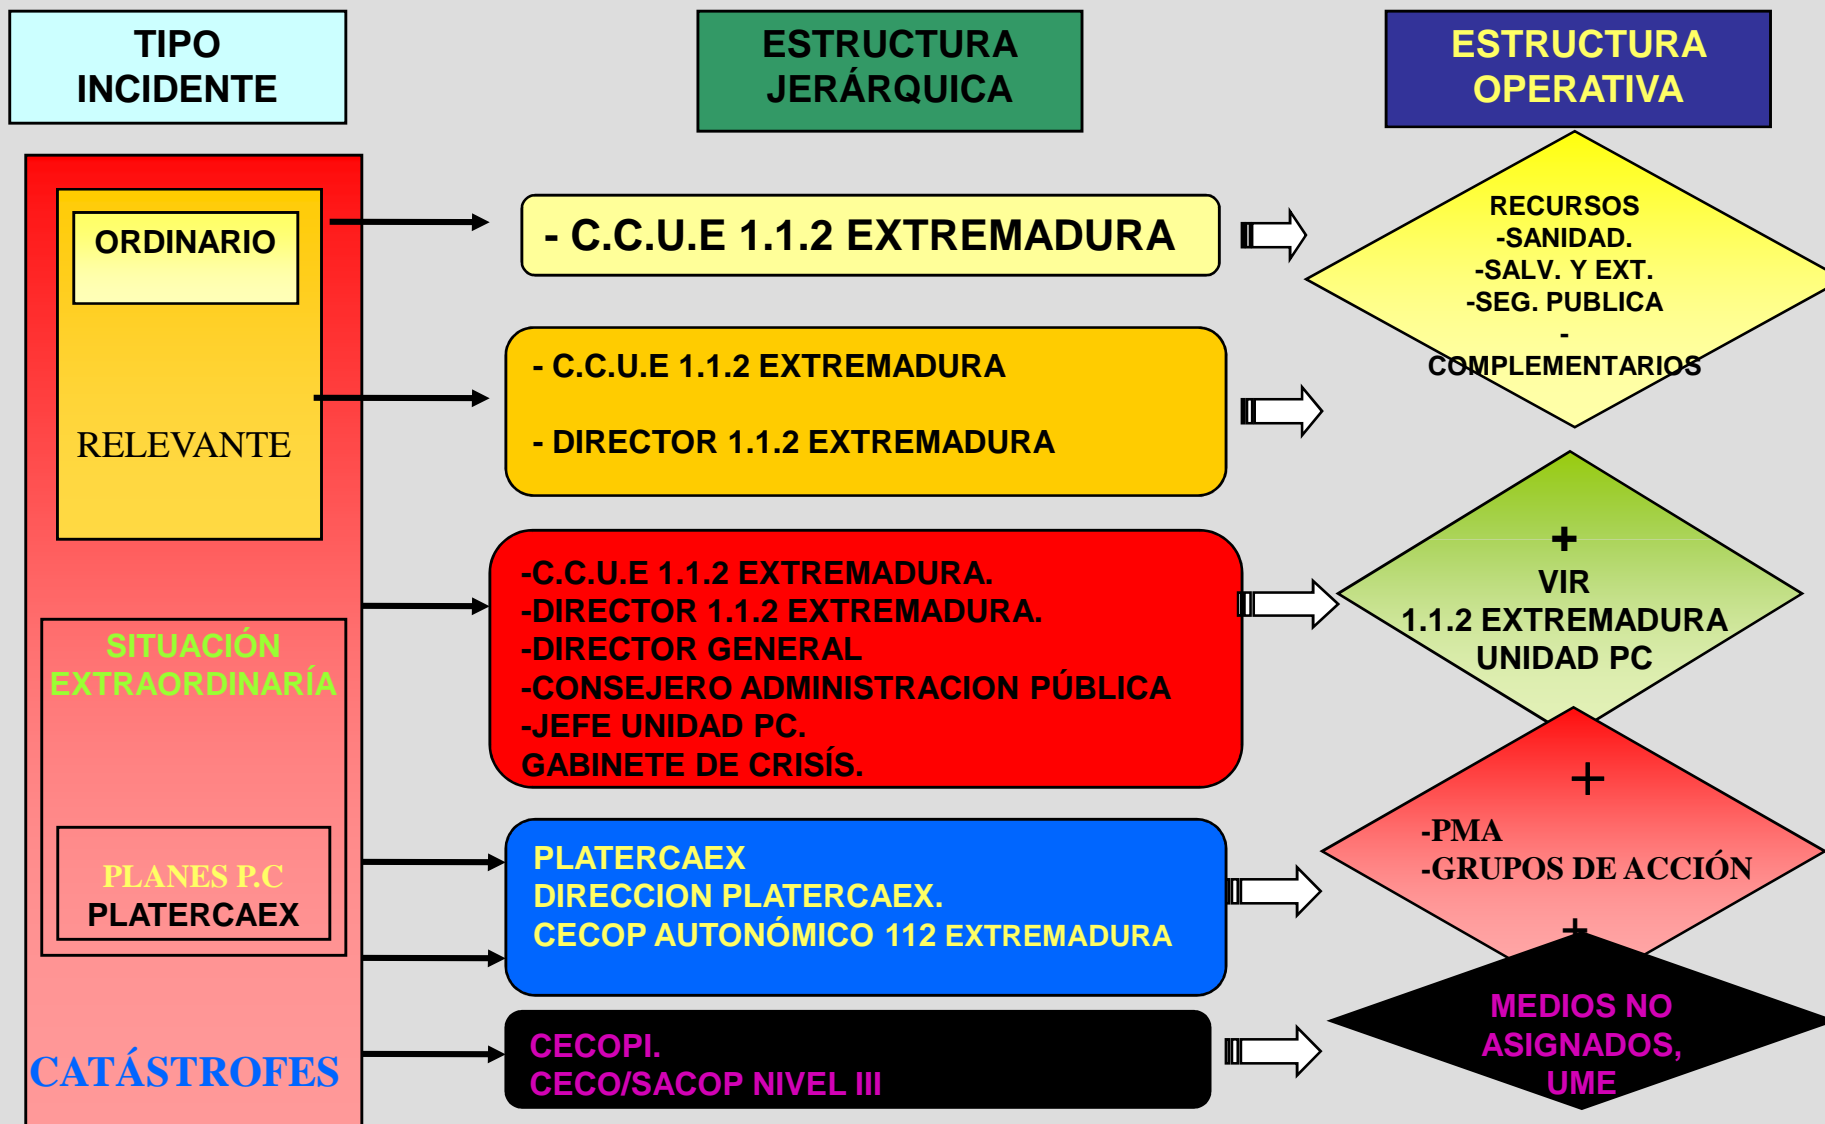 TIPO
INCIDENTE
ESTRUCTURA
JERÁRQUICA
ESTRUCTURA
OPERATIVA
ORDINARIO
RELEVANTE
SITUACIÓN
EXTRAORDINARÍA
PLANES P.C
PLATERCAEX
CATÁSTROFES
- C.C.U.E 1.1.2 EXTREMADURA
- C.C.U.E 1.1.2 EXTREMADURA
- DIRECTOR 1.1.2 EXTREMADURA
-C.C.U.E 1.1.2 EXTREMADURA.
-DIRECTOR 1.1.2 EXTREMADURA.
-DIRECTOR GENERAL
-CONSEJERO ADMINISTRACION PÚBLICA
-JEFE UNIDAD PC.
GABINETE DE CRISÍS.
PLATERCAEX
DIRECCION PLATERCAEX.
CECOP AUTONÓMICO 112 EXTREMADURA
CECOPI.
CECO/SACOP NIVEL III
RECURSOS
-SANIDAD.
-SALV. Y EXT.
-SEG. PUBLICA
-
COMPLEMENTARIOS
+
VIR
1.1.2 EXTREMADURA
UNIDAD PC
+
-PMA
-GRUPOS DE ACCIÓN
+
MEDIOS NO
ASIGNADOS,
UME